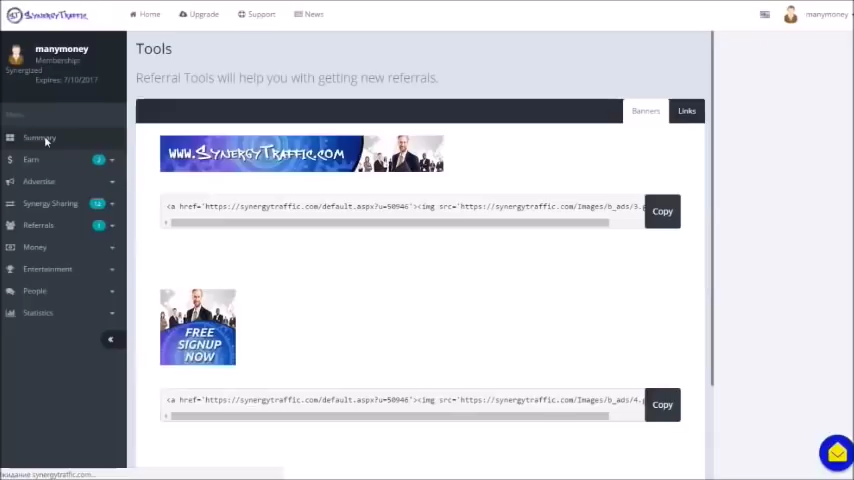 SYNERGYTRAFFIC
Home
Upgrade
Support
News
manymoney
manymoney
Membership:
Synergized
Expires: 7/10/2017
Menu
Summary
Earn 2
Advertise
Synergy Sharing 12
Referrals 1
Money
Entertainment
People
Statistics
Tools
Referral Tools will help you with getting new referrals.
Banners
Links
WWW.SYNERGYTRAFFIC.COM
<a href='https://synergytraffic.com/default.aspx?u=50946'><img src='https://synergytraffic.com/Images/b_ads/3.g
Copy
FREE
SIGNUP
NOW
<a href='https://synergytraffic.com/default.aspx?u=50946'><img src='https://synergytraffic.com/Images/b_ads/4.g
Copy
жидание synergytraffic.com...